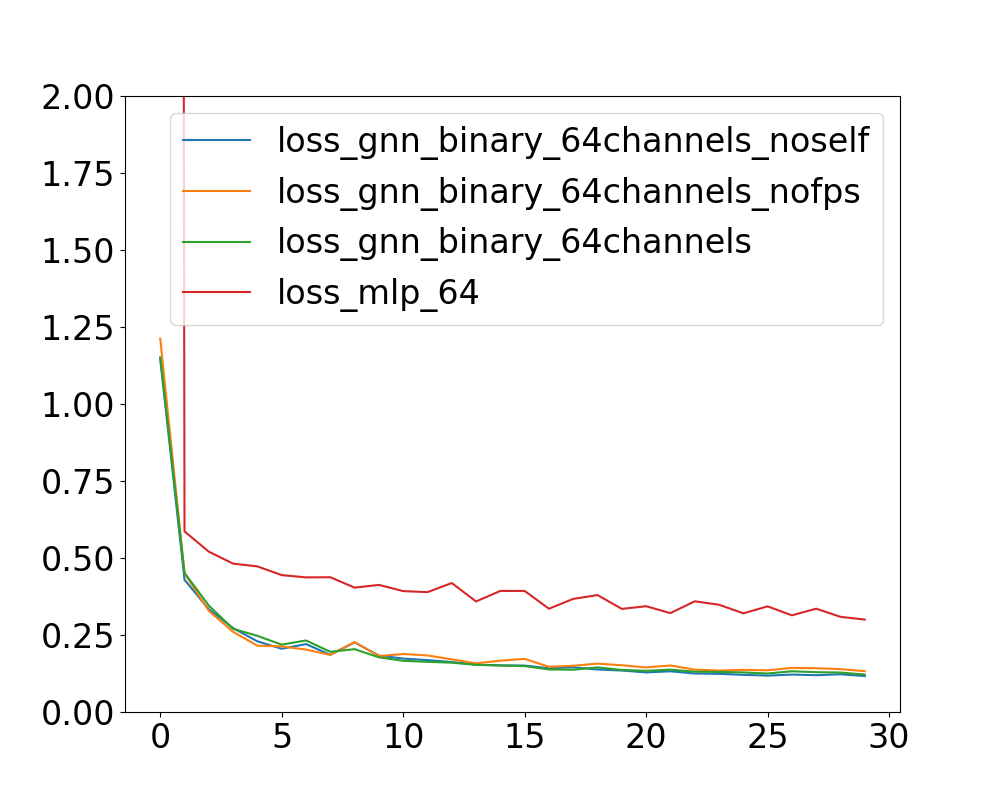 2.00
1.75
1.50
1.25
1.00
0.75
0.50
0.25
0.00
loss_gnn_binary_64channels_noself
loss_gnn_binary_64channels_nofps
loss_gnn_binary_64channels
loss_mlp_64
0 5 10 15 20 25 30